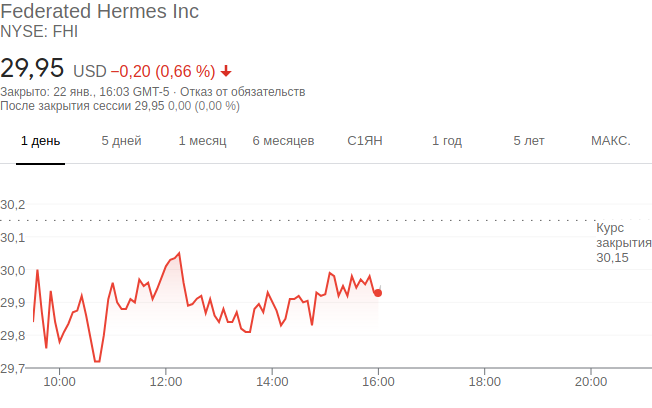 Federated Hermes Inc
NYSE: FHI
29,95 USD −0,20 (0,66 %)
Закрыто: 22 янв., 16:03 GMT-5 · Отказ от обязательств
После закрытия сессии 29,95 0,00 (0,00 %)
1 день 5 дней 1 месяц 6 месяцев С1ЯН 1 год 5 лет МАКС.
30,2
Курс
закрытия
30,15
30,1
30,0
29,9
29,8
29,7
10:00 12:00 14:00 16:00 18:00 20:00